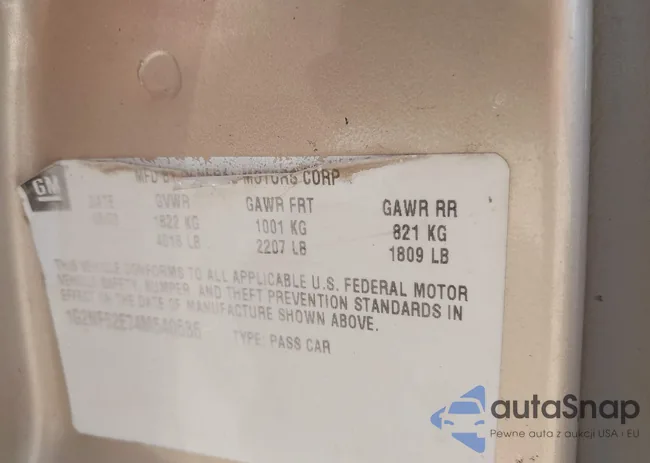 GM
MFD BY MOTORS CORP
DATE GVWR GAWR FRT GAWR RR
1822 KG 1001 KG 821 KG
4018 LB 2207 LB 1809 LB
THIS VEHICLE CONFORMS TO ALL APPLICABLE U.S. FEDERAL MOTOR
VEHICLE SAFETY, BUMPER, AND THEFT PREVENTION STANDARDS IN
EFFECT ON THE DATE OF MANUFACTURE SHOWN ABOVE.
TYPE: PASS CAR
autaSnap
Pewne auta z aukcji USA i EU